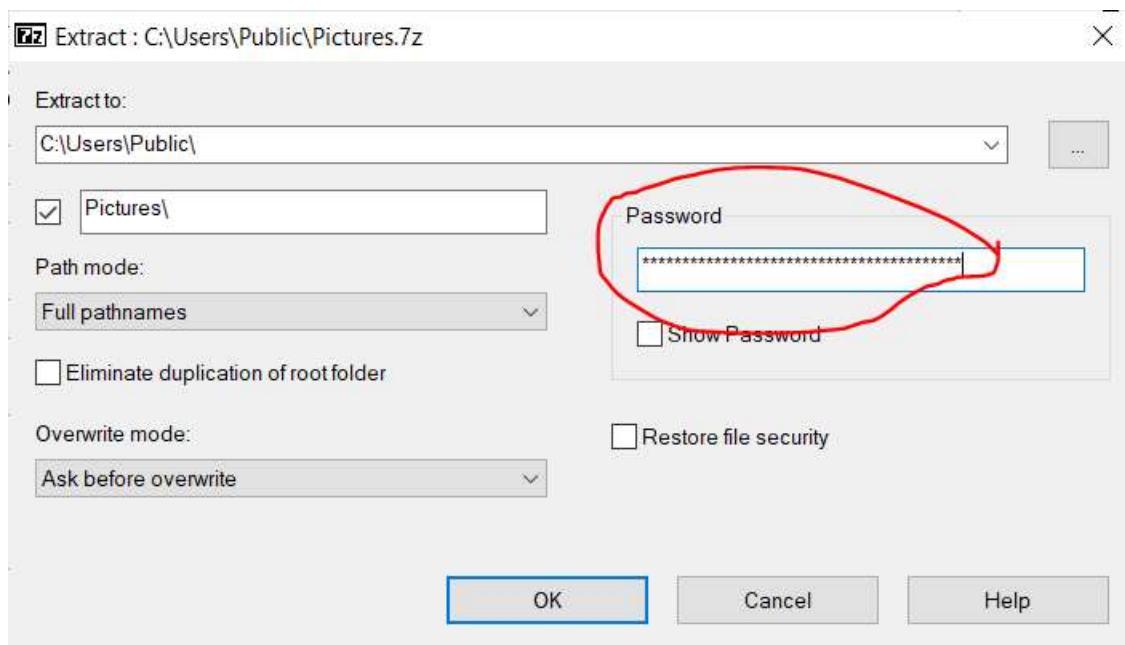 7z Extract : C:\Users\Public\Pictures.7z
Extract to:
C:\Users\Public\
...
Pictures\
Password
****************************************
Path mode:
Full pathnames
Show Password
Eliminate duplication of root folder
Overwrite mode:
Restore file security
Ask before overwrite
OK Cancel Help